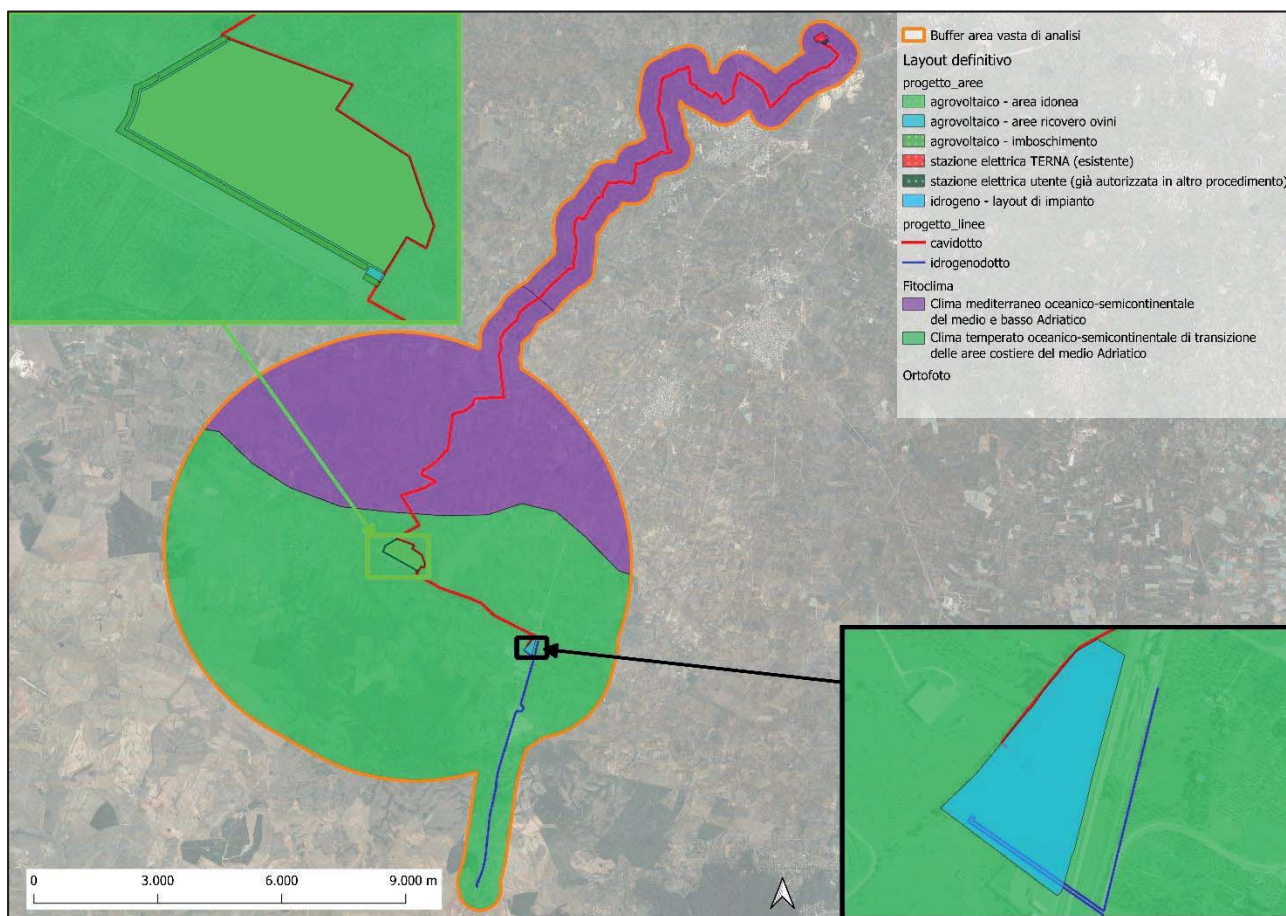 Buffer area vasta di analisi
Layout definitivo
progetto_aree
agrovoltaico - area idonea
agrovoltaico - aree ricovero ovini
agrovoltaico - imboschimento
stazione elettrica TERNA (esistente)
stazione elettrica utente (già autorizzata in altro procedimento)
idrogeno - layout di impianto
progetto_linee
cavidotto
idrogenodotto
Fitoclima
Clima mediterraneo oceanico-semicontinentale
del medio e basso Adriatico
Clima temperato oceanico-semicontinentale di transizione
delle aree costiere del medio Adriatico
Ortofoto
0 3.000 6.000 9.000 m